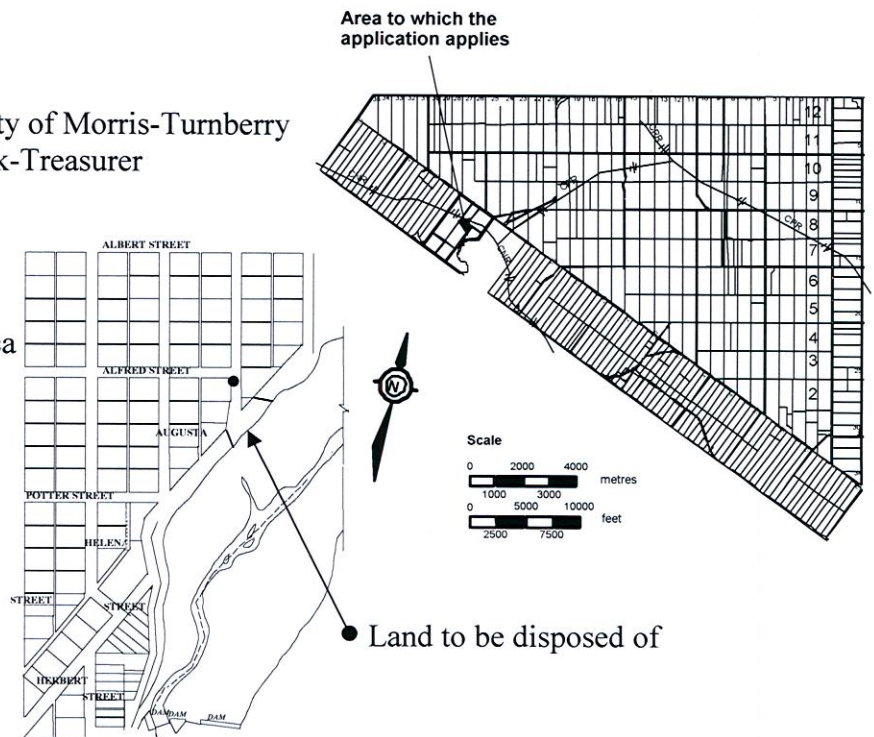 Area to which the
application applies
ty of Morris-Turnberry
k-Treasurer
12
11
10
9
8
7
6
5
4
3
2
CPR
CPR
CPR
CNR
CNR
ALBERT STREET
ca
ALFRED STREET
N
AUGUSTA
Scale
0 2000 4000
metres
1000 3000
0 5000 10000
feet
2500 7500
POTTER STREET
HELENA
STREET
STREET
Land to be disposed of
HERBERT
STREET
DAM
DAM
DAM